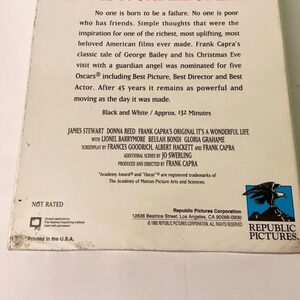 No one is born to be a failure. No one is poor
who has friends. Simple thoughts that were the
inspiration for one of the richest, most uplifting, most
beloved American films ever made. Frank Capra's
classic tale of George Bailey and his Christmas Eve
visit with a guardian angel was nominated for five
Oscars® including Best Picture, Best Director and Best
Actor. After 45 years it remains as powerful and
moving as the day it was made.
Black and White / Approx. 132 Minutes
JAMES STEWART DONNA REED FRANK CAPRA'S ORIGINAL IT'S A WONDERFUL LIFE
with LIONEL BARRYMORE BEULAH BONDI GLORIA GRAHAME
SCREENPLAY BY FRANCES GOODRICH, ALBERT HACKETT and FRANK CAPRA
ADDITIONAL SCENES BY JO SWERLING
PRODUCED AND DIRECTED BY FRANK CAPRA
"Academy Award® and "Oscar"® are registered trademarks of
The Academy of Motion Picture Arts and Sciences.
NOT RATED
Printed in the U.S.A.
Republic Pictures Corporation
12636 Beatrice Street, Los Angeles, CA 90066-0930
REPUBLIC PICTURES CORPORATION, ALL RIGHTS RESERVED
REPUBLIC
PICTURES